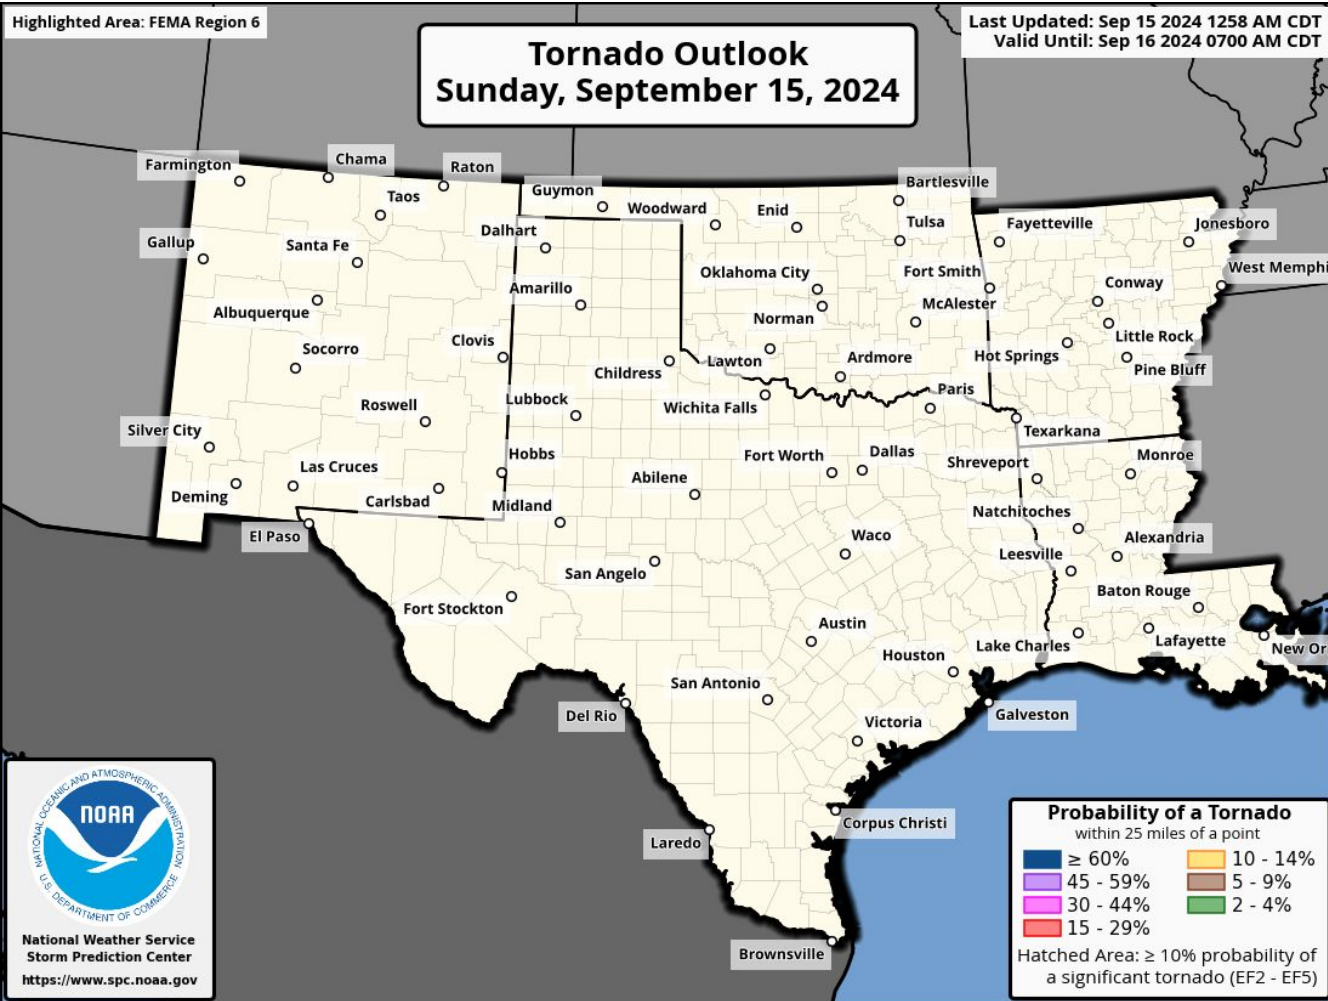 Highlighted Area: FEMA Region 6
Last Updated: Sep 15 2024 1258 AM CDT
Valid Until: Sep 16 2024 0700 AM CDT
Tornado Outlook
Sunday, September 15, 2024
Farmington
Chama
Raton
Taos
Guymon
Woodward
Enid
Bartlesville
Tulsa
Fayetteville
Jonesboro
Gallup
Santa Fe
Dalhart
Oklahoma City
Fort Smith
West Memphi
Albuquerque
Amarillo
Norman
McAlester
Conway
Little Rock
Socorro
Clovis
Childress
Lawton
Ardmore
Hot Springs
Pine Bluff
Roswell
Lubbock
Wichita Falls
Paris
Texarkana
Silver City
Las Cruces
Hobbs
Abilene
Fort Worth
Dallas
Shreveport
Monroe
Deming
Carlsbad
Midland
Natchitoches
El Paso
San Angelo
Waco
Leesville
Alexandria
Fort Stockton
Austin
Baton Rouge
Houston
Lake Charles
Lafayette
New Or
San Antonio
Del Rio
Victoria
Galveston
Laredo
Corpus Christi
Brownsville
NATIONAL OCEANIC AND ATMOSPHERIC ADMINISTRATION
NOAA
U.S. DEPARTMENT OF COMMERCE
National Weather Service
Storm Prediction Center
https://www.spc.noaa.gov
Probability of a Tornado
within 25 miles of a point
≥ 60%
45 - 59%
30 - 44%
15 - 29%
10 - 14%
5 - 9%
2 - 4%
Hatched Area: ≥ 10% probability of
a significant tornado (EF2 - EF5)